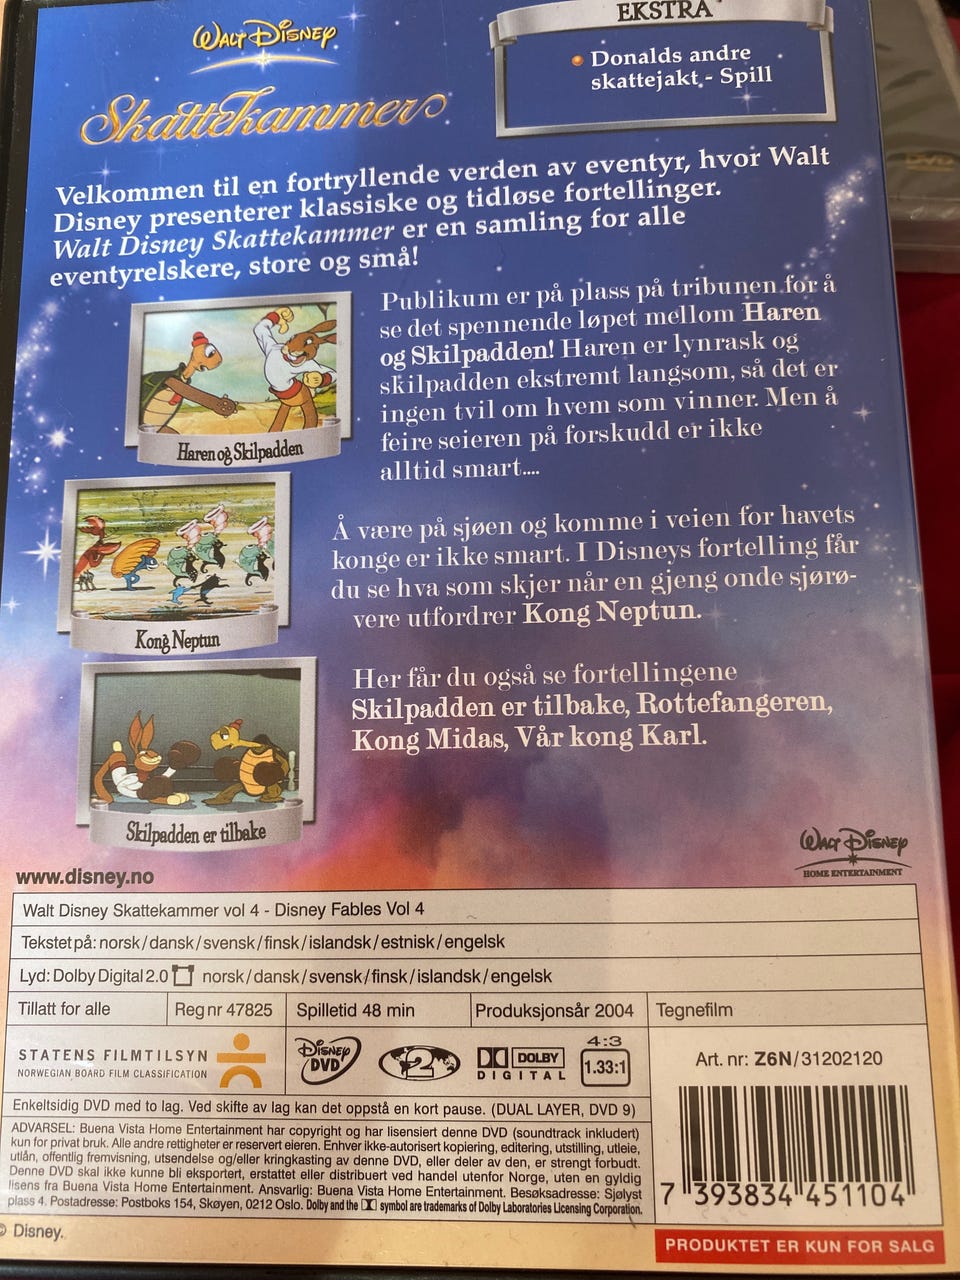 WALT DISNEY
Skattekammer
EKSTRA
Donalds andre
skattejakt - Spill
Velkommen til en fortryllende verden av eventyr, hvor Walt
Disney presenterer klassiske og tidløse fortellinger.
Walt Disney Skattekammer er en samling for alle
eventyrelskere, store og små!
Publikum er på plass på tribunen for å
se det spennende løpet mellom Haren
og Skilpadden! Haren er lynrask og
skilpadden ekstremt langsom, så det er
ingen tvil om hvem som vinner. Men å
feire seieren på forskudd er ikke
alltid smart....
Haren og Skilpadden
Å være på sjøen og komme i veien for havets
konge er ikke smart. I Disneys fortelling får
du se hva som skjer når en gjeng onde sjørø-
vere utfordrer Kong Neptun.
Kong Neptun
Her får du også se fortellingene
Skilpadden er tilbake, Rottefangeren,
Kong Midas, Vår kong Karl.
Skilpadden er tilbake
WALT DISNEY
HOME ENTERTAINMENT
www.disney.no
Walt Disney Skattekammer vol 4 - Disney Fables Vol 4
Tekstet på: norsk/dansk/svensk/finsk/islandsk/estnisk/engelsk
Lyd: Dolby Digital 2.0 norsk/dansk/svensk/finsk/islandsk/engelsk
Tillatt for alle Reg nr 47825 Spilletid 48 min Produksjonsår 2004 Tegnefilm
STATENS FILMTILSYN
NORWEGIAN BOARD FILM CLASSIFICATION
DISNEY
DVD
2
DOLBY
DIGITAL
4:3
1.33:1
Art. nr: Z6N/31202120
Enkeltsidig DVD med to lag. Ved skifte av lag kan det oppstå en kort pause. (DUAL LAYER, DVD 9)
ADVARSEL: Buena Vista Home Entertainment har copyright og har lisensiert denne DVD (soundtrack inkludert)
kun for privat bruk. Alle andre rettigheter er reservert eieren. Enhver ikke-autorisert kopiering, editering, utstilling, utleie,
utlån, offentlig fremvisning, utsendelse og/eller kringkasting av denne DVD, eller deler av den, er strengt forbudt.
Denne DVD skal ikke kunne bli eksportert, erstattet eller distribuert ved handel utenfor Norge, uten en gyldig
lisens fra Buena Vista Home Entertainment. Ansvarlig: Buena Vista Home Entertainment. Besøksadresse: Sjølyst
plass 4. Postadresse: Postboks 154, Skøyen, 0212 Oslo. Dolby and the symbol are trademarks of Dolby Laboratories Licensing Corporation.
7 393834 451104
© Disney.
PRODUKTET ER KUN FOR SALG